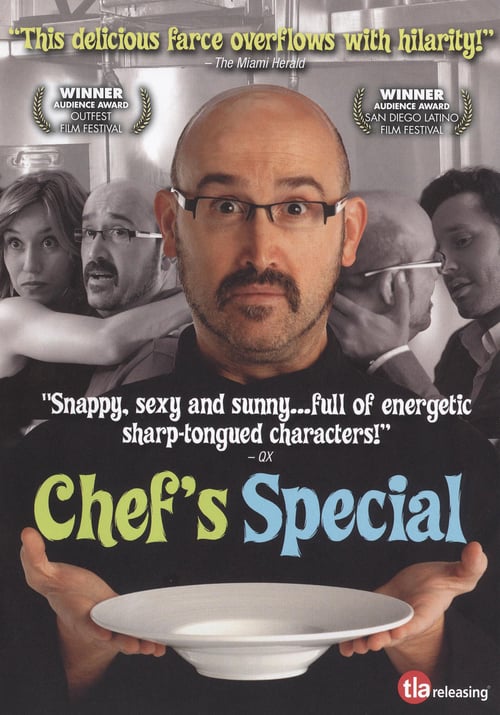 "This delicious farce overflows with hilarity!"
– The Miami Herald
WINNER
AUDIENCE AWARD
OUTFEST
FILM FESTIVAL
WINNER
AUDIENCE AWARD
SAN DIEGO LATINO
FILM FESTIVAL
"Snappy, sexy and sunny...full of energetic
sharp-tongued characters!"
– QX
Chef's Special
tla releasing